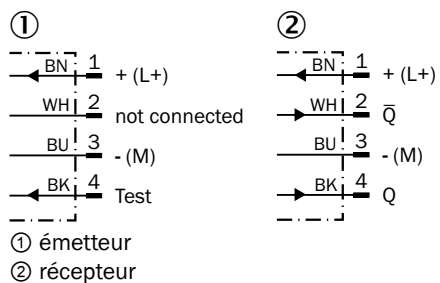 ① ②
BN 1 + (L+)
WH 2 not connected
BU 3 - (M)
BK 4 Test
BN 1 + (L+)
WH 2 Q̅
BU 3 - (M)
BK 4 Q
① émetteur
② récepteur